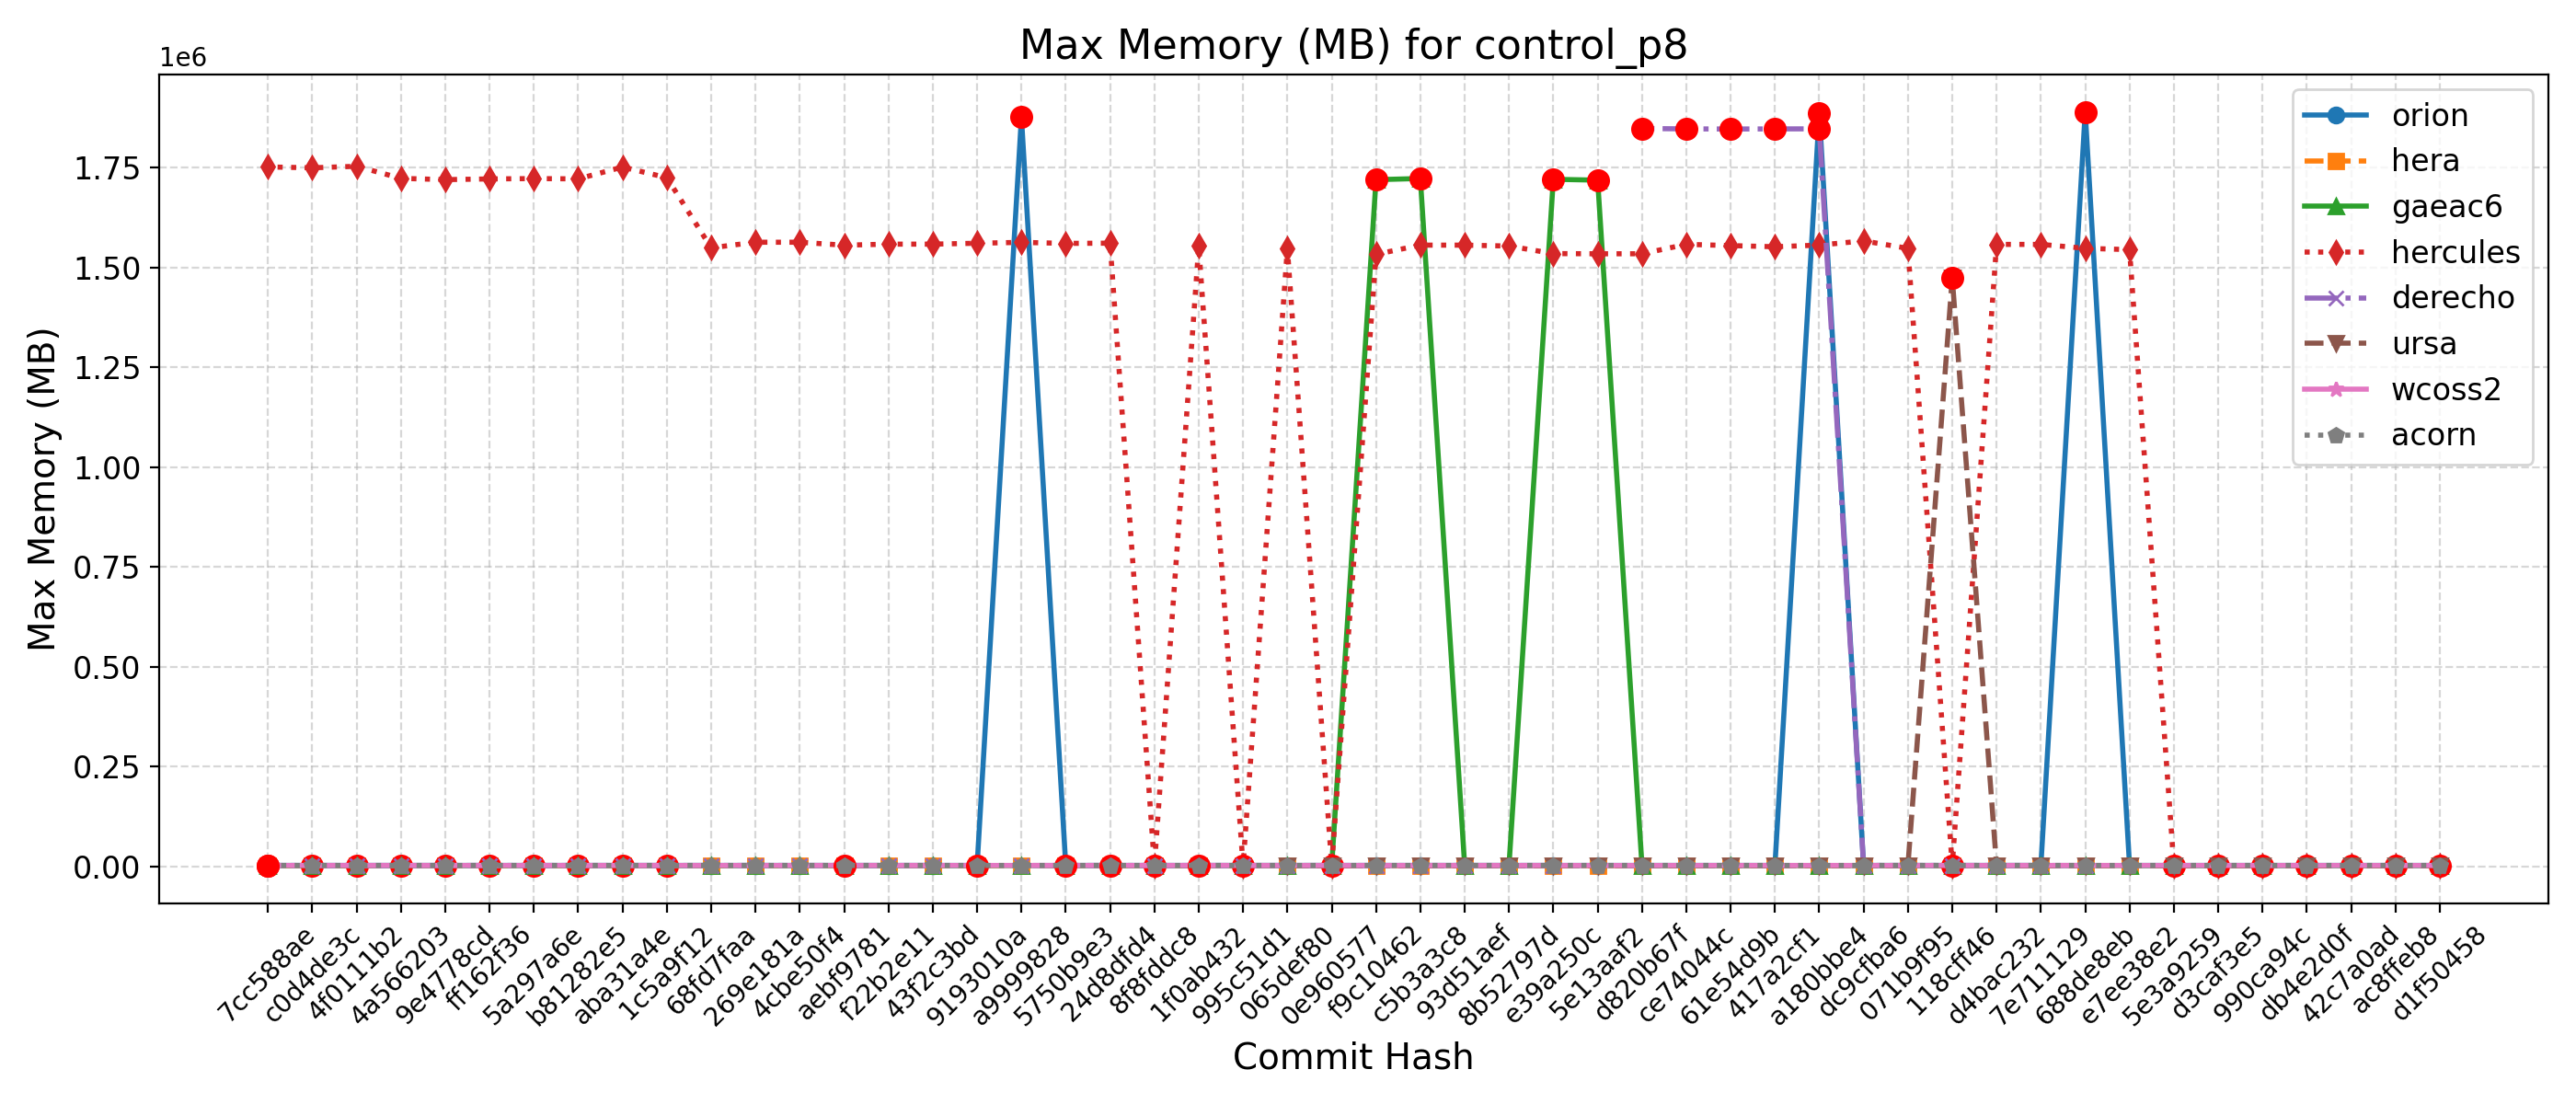 Max Memory (MB) for control_p8
1e6
1.75
1.50
1.25
1.00
0.75
0.50
0.25
0.00
Max Memory (MB)
orion
hera
gaeac6
hercules
derecho
ursa
wcoss2
acorn
7cc588ae
c0d4de3c
4f0111b2
4a566203
9e4778cd
ff162f36
5a297a6e
b81282e5
aba31a4e
1c5a9f12
68fd7faa
269e181a
4cbe50f4
aebf9781
f22b2e11
43f2c3bd
9193010a
a9999828
5750b9e3
24d8dfd4
8f8fddc8
1f0ab432
995c51d1
065def80
0e960577
f9c10462
c5b3a3c8
93d51aef
8b52797d
e39a250c
5e13aaf2
d820b67f
ce74044c
61e54d9b
417a2cf1
a180bbe4
dc9cfba6
071b9f95
118cff46
d4bac232
7e711129
688de8eb
e7ee38e2
5e3a9259
d3caf3e5
990ca94c
db4e2d0f
42c7a0ad
ac8ffeb8
d1f50458
Commit Hash